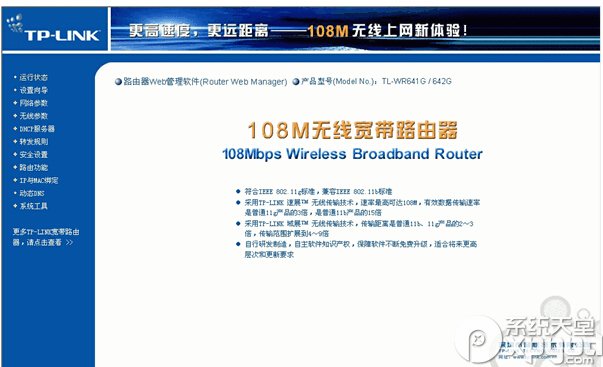 TP-LINK
更高速度，更远距离——108M无线上网新体验！
路由器Web管理软件(Router Web Manager) 产品型号(Model No.)：TL-WR641G / 642G
运行状态
设置向导
网络参数
无线参数
DHCP服务器
转发规则
安全设置
路由功能
IP与MAC绑定
动态DNS
系统工具
更多TP-LINK宽带路由
器，请点击查看 >>
108M无线宽带路由器
108Mbps Wireless Broadband Router
符合IEEE 802.11g标准，兼容IEEE 802.11b标准
采用TP-LINK 速展™ 无线传输技术，速率最高可达108M，有效数据传输速率
是普通11g产品的3倍，是普通11b产品的15倍
采用TP-LINK 域展™ 无线传输技术，传输距离是普通11b、11g产品的2～3
倍，传输范围扩展到4～9倍
自行研发制造，自主软件知识产权，保障软件不断免费升级，适合将来更高
层次和更新要求
系统天堂